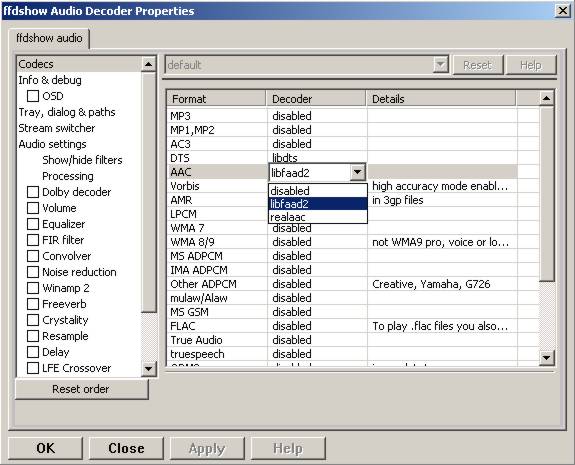 ffdshow Audio Decoder Properties
ffdshow audio
Codecs
Info & debug
OSD
Tray, dialog & paths
Stream switcher
Audio settings
Show/hide filters
Processing
Dolby decoder
Volume
Equalizer
FIR filter
Convolver
Noise reduction
Winamp 2
Freeverb
Crystality
Resample
Delay
LFE Crossover
Reset order
default Reset Help
Format Decoder Details
MP3 disabled
MP1,MP2 disabled
AC3 disabled
DTS libdts
AAC libfaad2
disabled
libfaad2
realaac
Vorbis high accuracy mode enabl...
AMR in 3gp files
LPCM
WMA 7 disabled
WMA 8/9 disabled not WMA9 pro, voice or lo...
MS ADPCM disabled
IMA ADPCM disabled
Other ADPCM disabled Creative, Yamaha, G726
mulaw/Alaw disabled
MS GSM disabled
FLAC disabled To play .flac files you also...
True Audio disabled
truespeech disabled
OK Close Apply Help